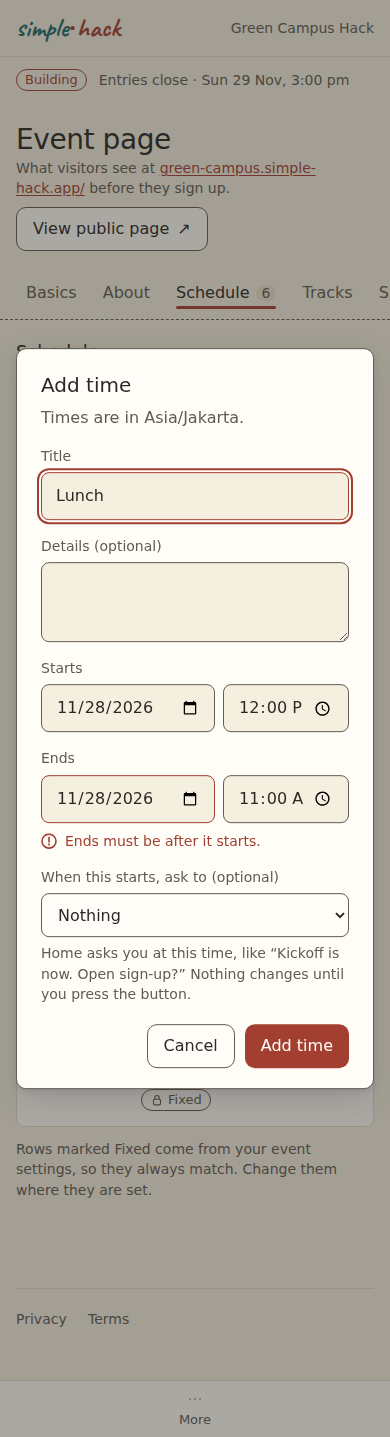 simple·hack
Green Campus Hack
Building
Entries close · Sun 29 Nov, 3:00 pm
Event page
What visitors see at green-campus.simple-
hack.app/ before they sign up.
View public page ↗
Basics
About
Schedule 6
Tracks
S
Add time
Times are in Asia/Jakarta.
Title
Lunch
Details (optional)
Starts
11/28/2026
12:00 P
Ends
11/28/2026
11:00 A
Ends must be after it starts.
When this starts, ask to (optional)
Nothing
Home asks you at this time, like “Kickoff is
now. Open sign-up?” Nothing changes until
you press the button.
Cancel
Add time
Fixed
Rows marked Fixed come from your event
settings, so they always match. Change them
where they are set.
Privacy
Terms
...
More